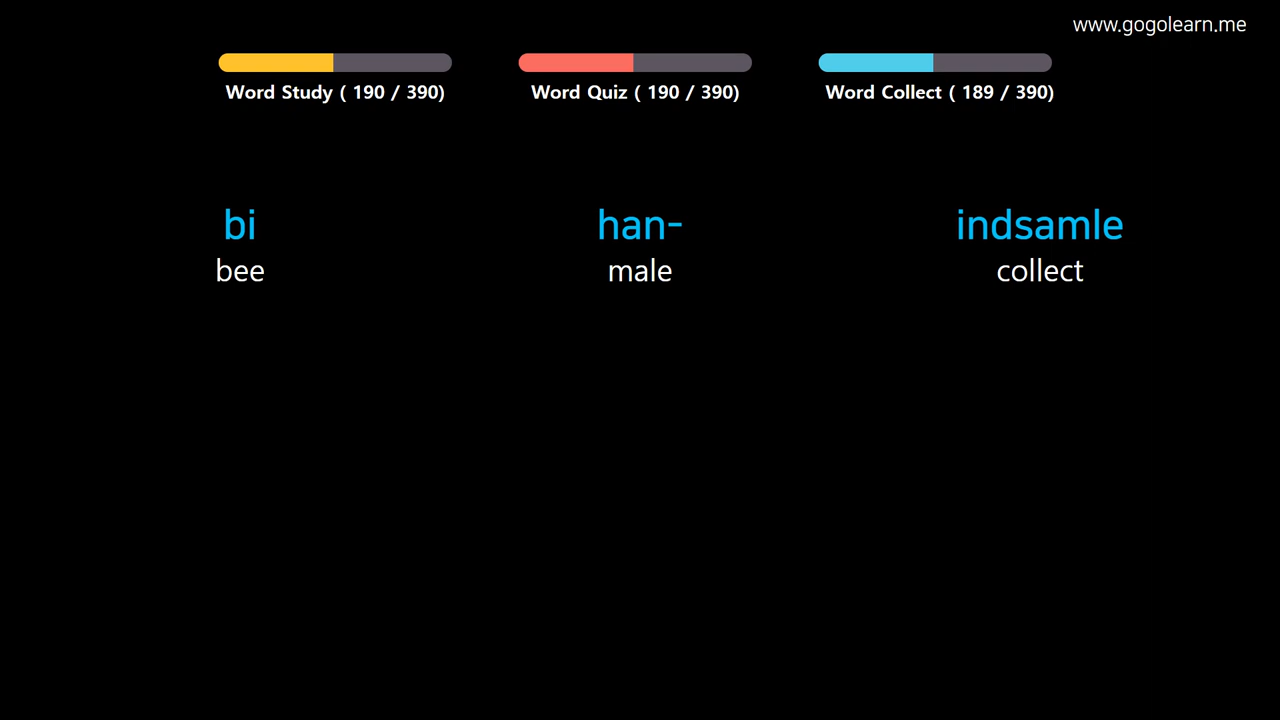 www.gogolearn.me
Word Study ( 190 / 390)
Word Quiz ( 190 / 390)
Word Collect ( 189 / 390)
bi
bee
han-
male
indsamle
collect